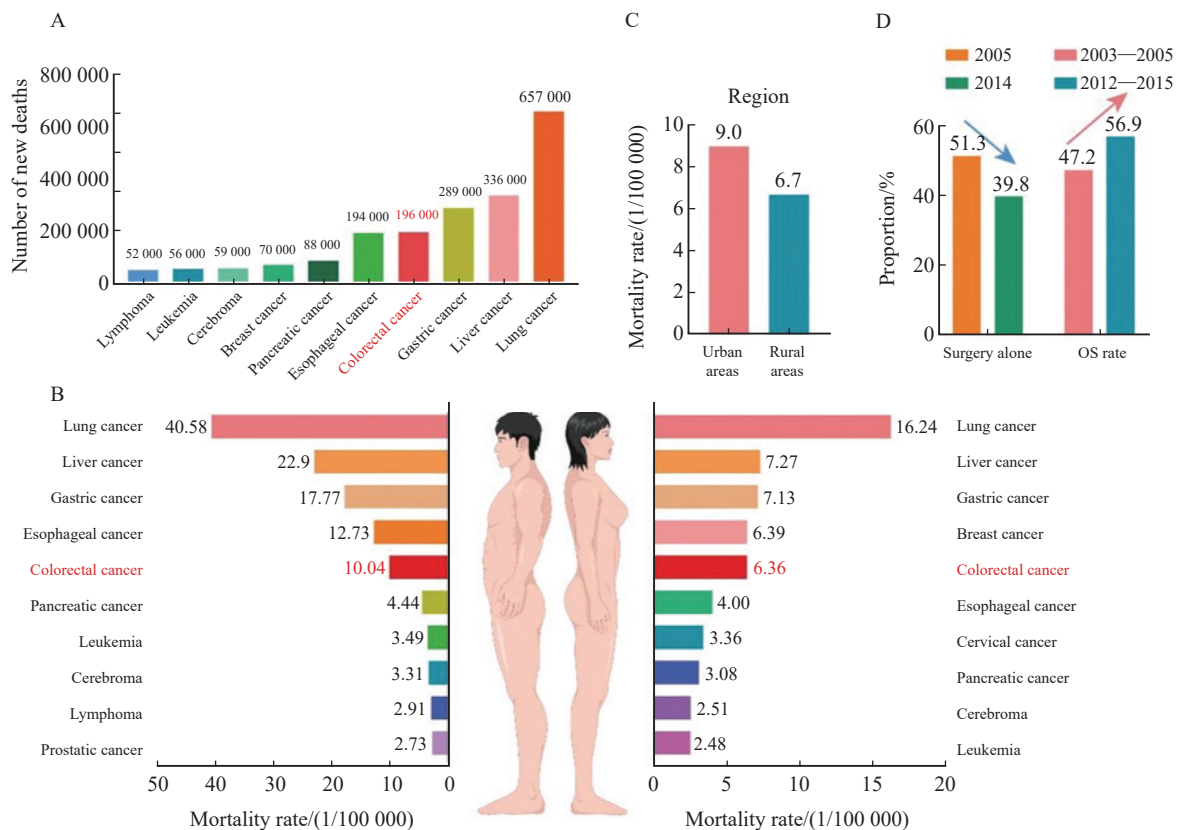 A
Number of new deaths
800 000
600 000
400 000
200 000
0
52 000
56 000
59 000
70 000
88 000
194 000
196 000
289 000
336 000
657 000
Lymphoma
Leukemia
Cerebroma
Breast cancer
Pancreatic cancer
Esophageal cancer
Colorectal cancer
Gastric cancer
Liver cancer
Lung cancer
C
Region
Mortality rate/(1/100 000)
10
8
6
4
2
0
9.0
6.7
Urban
areas
Rural
areas
D
2005
2003—2005
2014
2012—2015
Proportion/%
60
40
20
0
51.3
39.8
47.2
56.9
Surgery alone
OS rate
B
Lung cancer
40.58
Liver cancer
22.9
Gastric cancer
17.77
Esophageal cancer
12.73
Colorectal cancer
10.04
Pancreatic cancer
4.44
Leukemia
3.49
Cerebroma
3.31
Lymphoma
2.91
Prostatic cancer
2.73
50
40
30
20
10
0
Mortality rate/(1/100 000)
16.24
Lung cancer
7.27
Liver cancer
7.13
Gastric cancer
6.39
Breast cancer
6.36
Colorectal cancer
4.00
Esophageal cancer
3.36
Cervical cancer
3.08
Pancreatic cancer
2.51
Cerebroma
2.48
Leukemia
0
5
10
15
20
Mortality rate/(1/100 000)